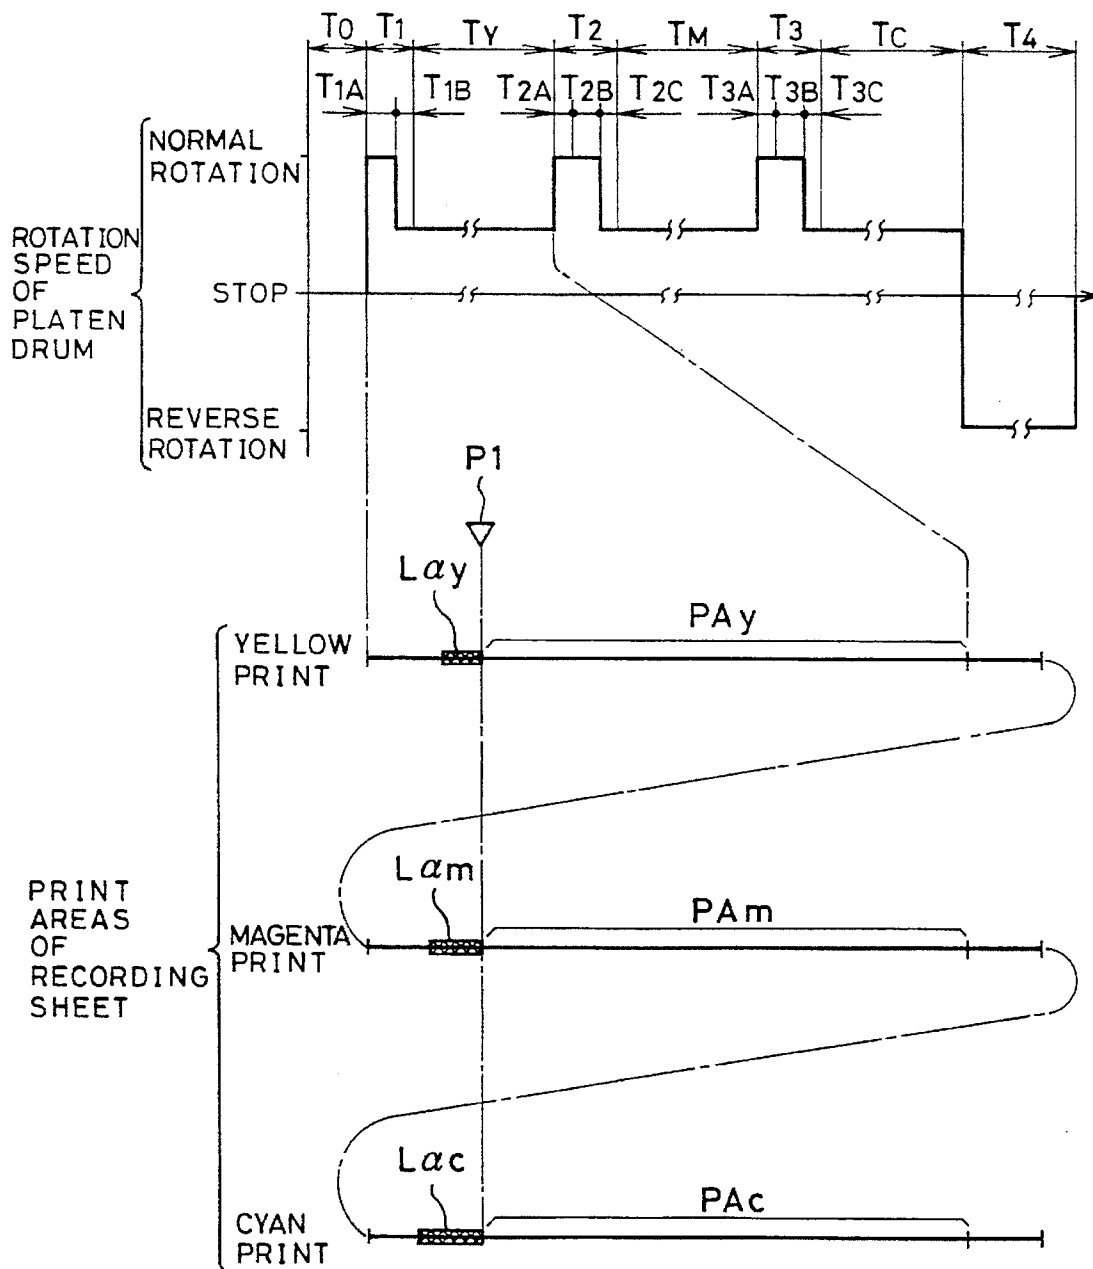 T0 T1 TY T2 TM T3 TC T4
T1A T1B T2A T2B T2C T3A T3B T3C
NORMAL
ROTATION
ROTATION
SPEED
OF
PLATEN
DRUM
STOP
REVERSE
ROTATION
P1
Lαy
PAy
YELLOW
PRINT
Lαm
PAm
PRINT
AREAS
OF
RECORDING
SHEET
MAGENTA
PRINT
Lαc
PAc
CYAN
PRINT